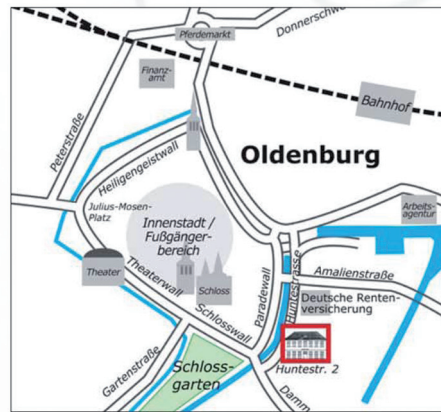 Donnerschwe
Pferdemarkt
Finanz-
amt
Bahnhof
Peterstraße
Oldenburg
Heiligengeistwall
Julius-Mosen-
Platz
Innenstadt /
Fußgänger-
bereich
Arbeits-
agentur
Theater
Theaterwall
Schloss
Schlosswall
Paradewall
Huntestrasse
Amalienstraße
Deutsche Renten-
versicherung
Gartenstraße
Schloss-
garten
Huntestr. 2
Damm